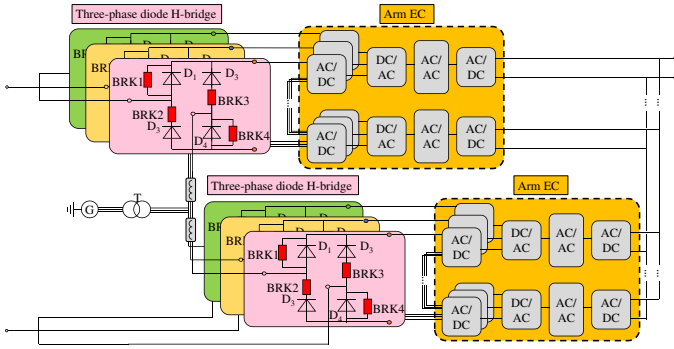 Three-phase diode H-bridge
Arm EC
BRK1
D1
D3
BRK3
BRK2
D3
D4
BRK4
AC/
DC
DC/
AC
AC/
AC
AC/
DC
AC/
DC
DC/
AC
AC/
AC
AC/
DC
G
T
Three-phase diode H-bridge
Arm EC
BRK1
D1
D3
BRK3
BRK2
D3
D4
BRK4
AC/
DC
DC/
AC
AC/
AC
AC/
DC
AC/
DC
DC/
AC
AC/
AC
AC/
DC